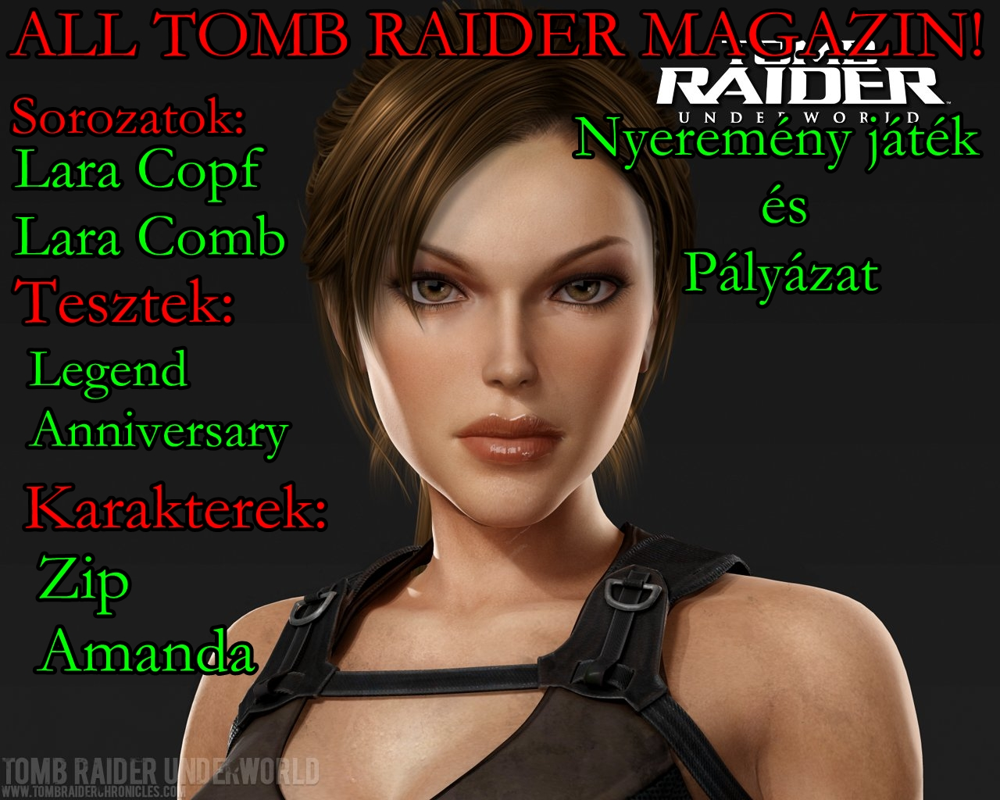 ALL TOMB RAIDER MAGAZIN!
TOMB
RAIDER™
UNDERWORLD
Sorozatok:
Lara Copf
Lara Comb
Tesztek:
Legend
Anniversary
Karakterek:
Zip
Amanda
Nyeremény játék
és
Pályázat
TOMB RAIDER UNDERWORLD
WWW.TOMBRAIDERCHRONICLES.COM